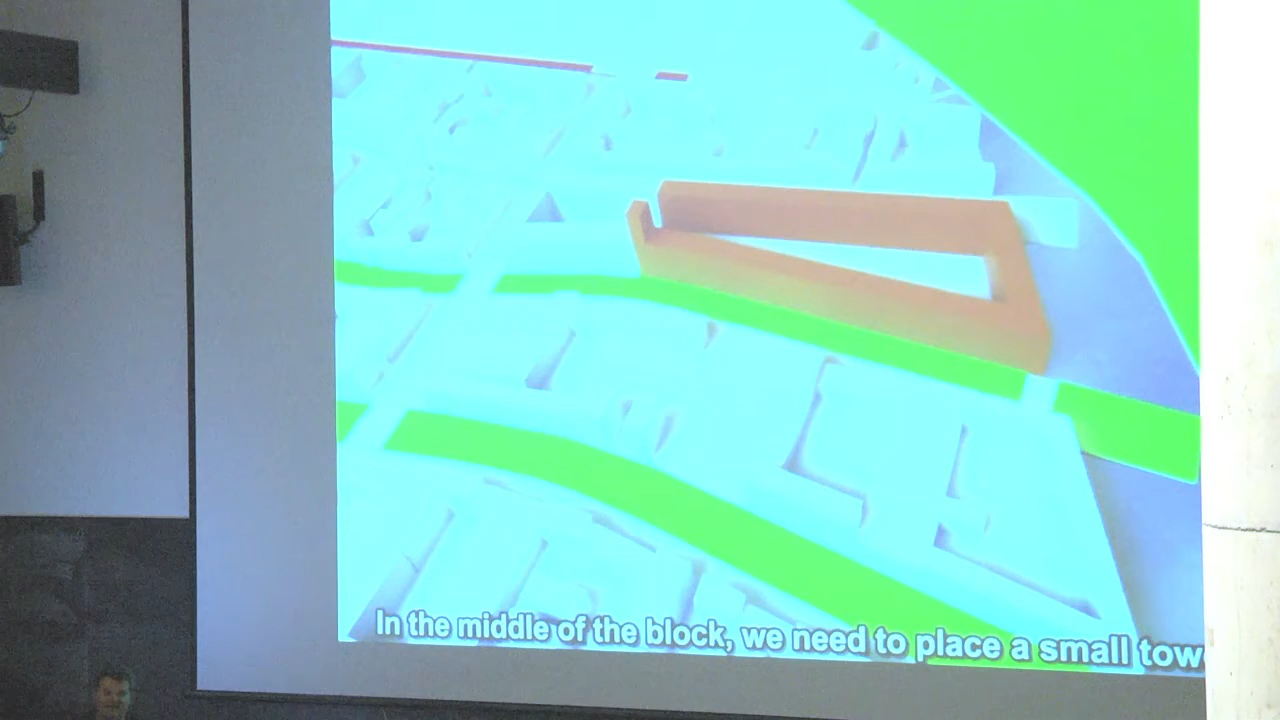 In the middle of the block, we need to place a small